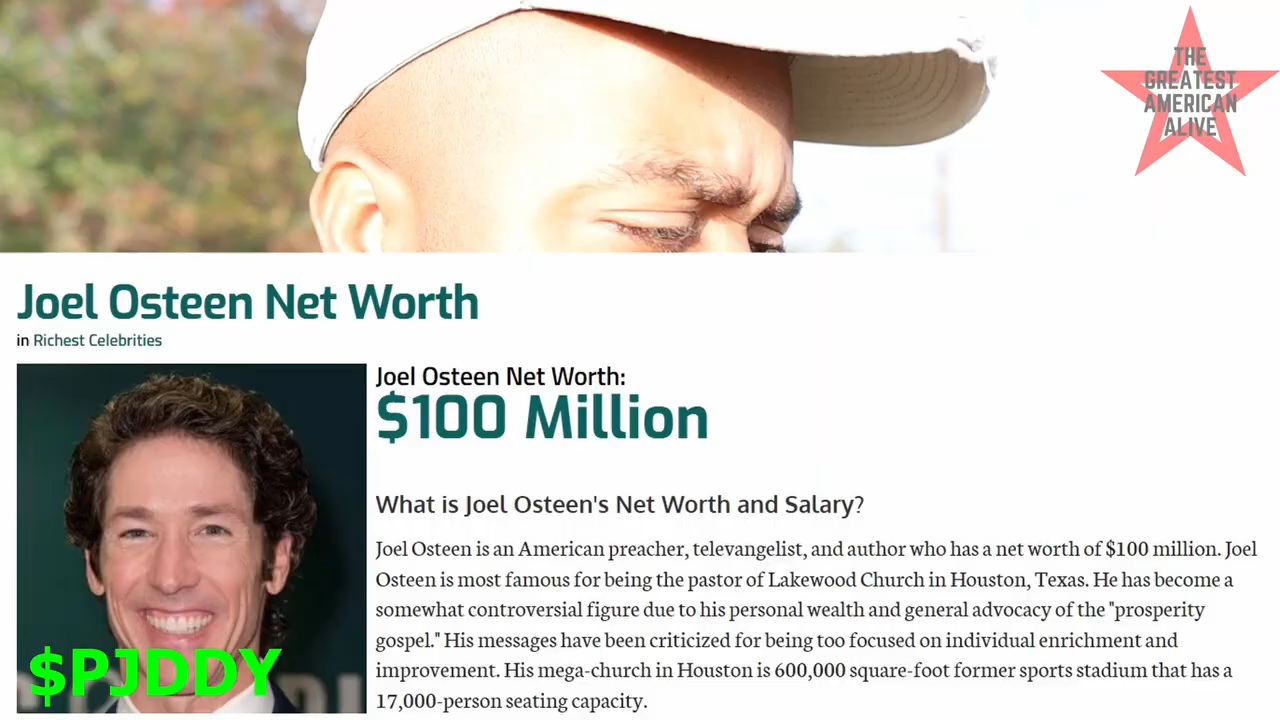 THE
GREATEST
AMERICAN
ALIVE
Joel Osteen Net Worth
in Richest Celebrities
Joel Osteen Net Worth:
$100 Million
What is Joel Osteen's Net Worth and Salary?
Joel Osteen is an American preacher, televangelist, and author who has a net worth of $100 million. Joel
Osteen is most famous for being the pastor of Lakewood Church in Houston, Texas. He has become a
somewhat controversial figure due to his personal wealth and general advocacy of the "prosperity
gospel." His messages have been criticized for being too focused on individual enrichment and
improvement. His mega-church in Houston is 600,000 square-foot former sports stadium that has a
17,000-person seating capacity.
$PJDDY